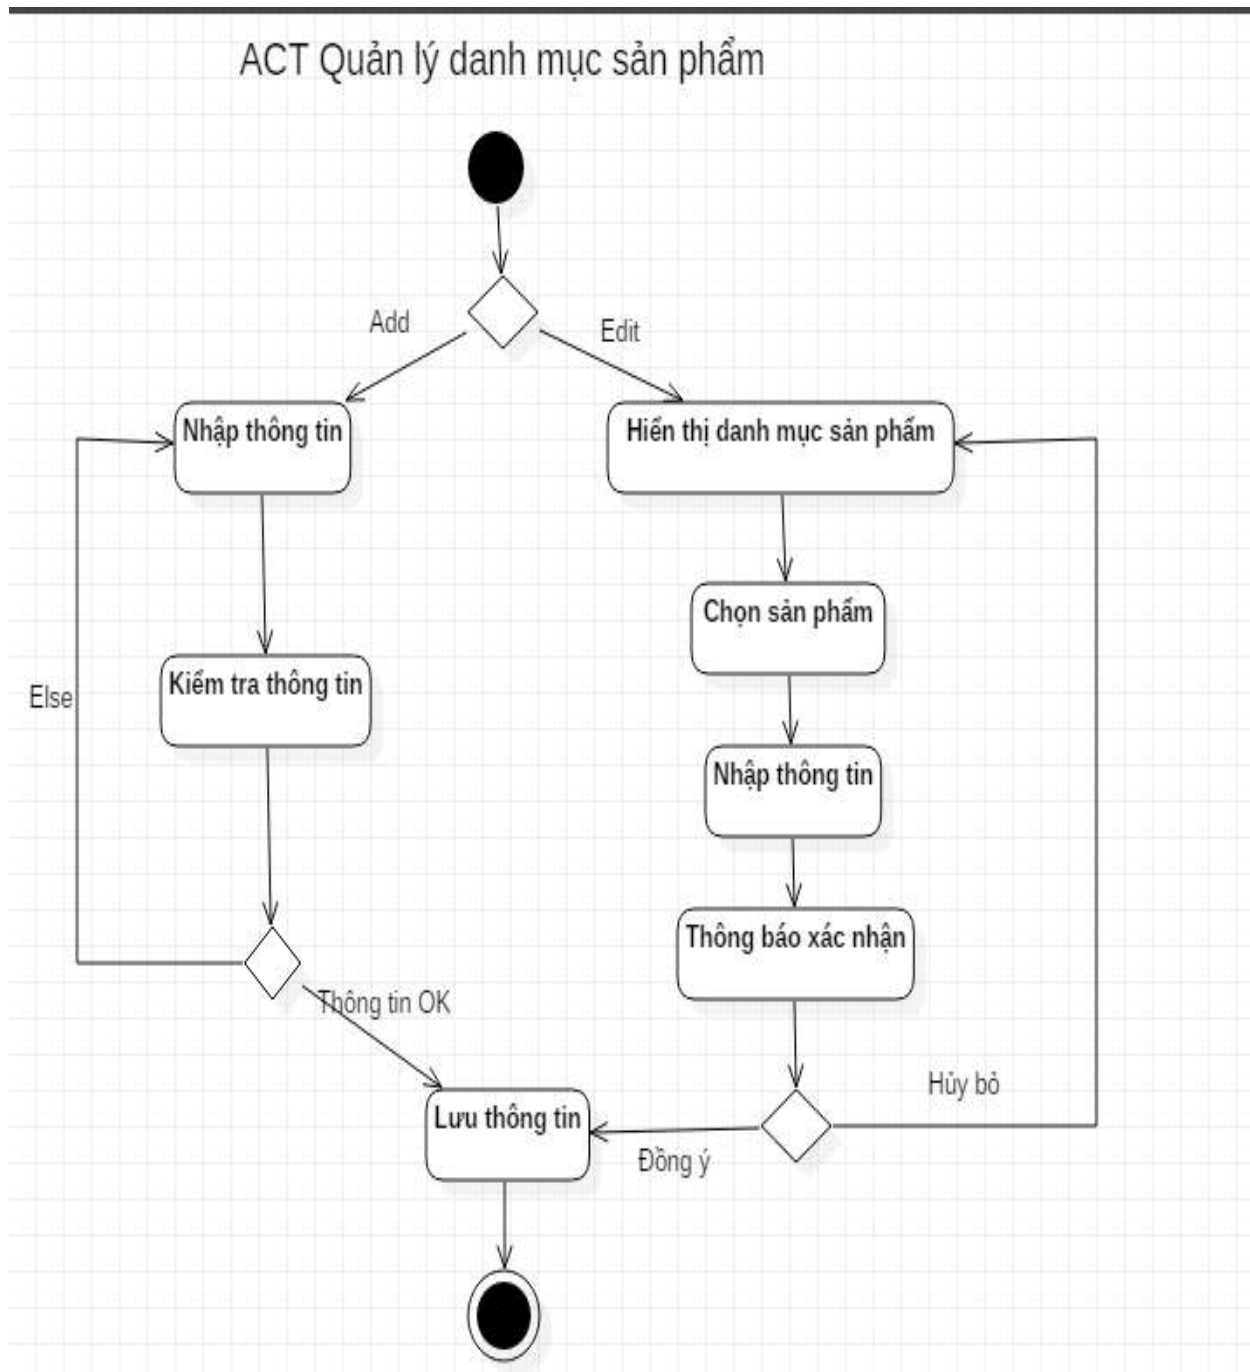 ACT Quản lý danh mục sản phẩm
Add
Edit
Nhập thông tin
Hiển thị danh mục sản phẩm
Chọn sản phẩm
Kiểm tra thông tin
Else
Nhập thông tin
Thông báo xác nhận
Thông tin OK
Hủy bỏ
Lưu thông tin
Đồng ý